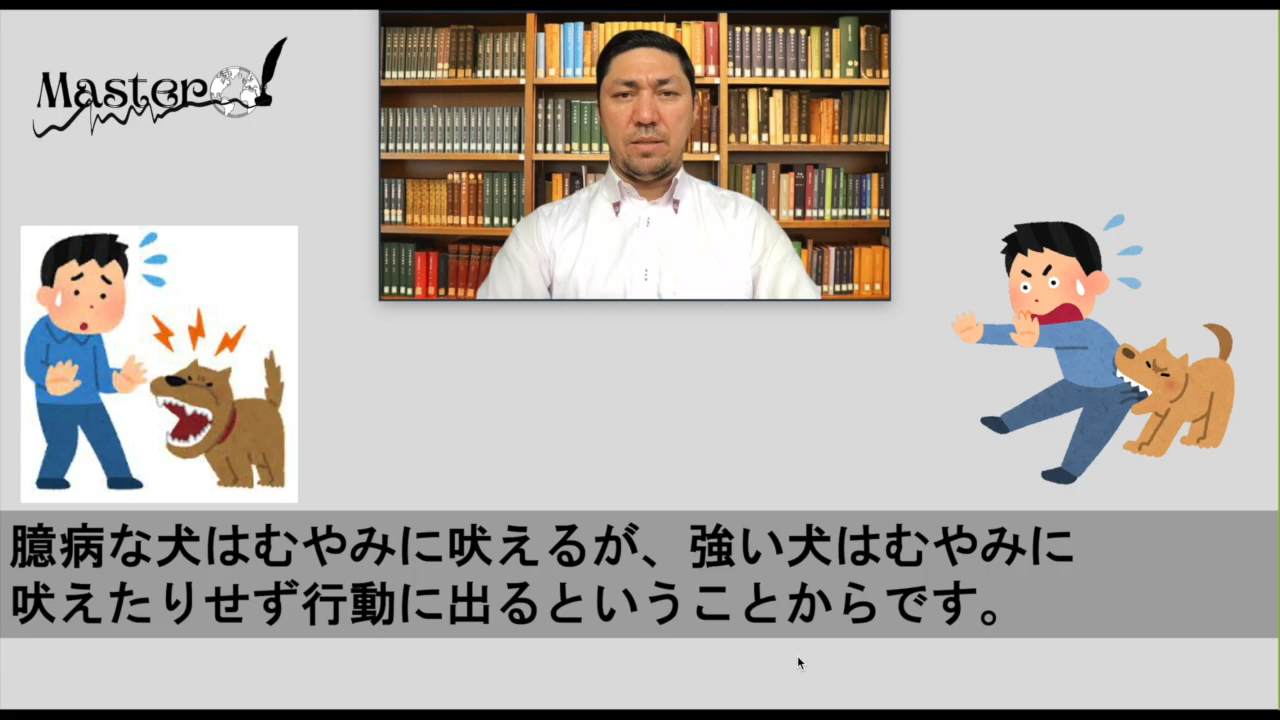 Master
臆病な犬はむやみに吠えるが、強い犬はむやみに
吠えたりせず行動に出るということからです。